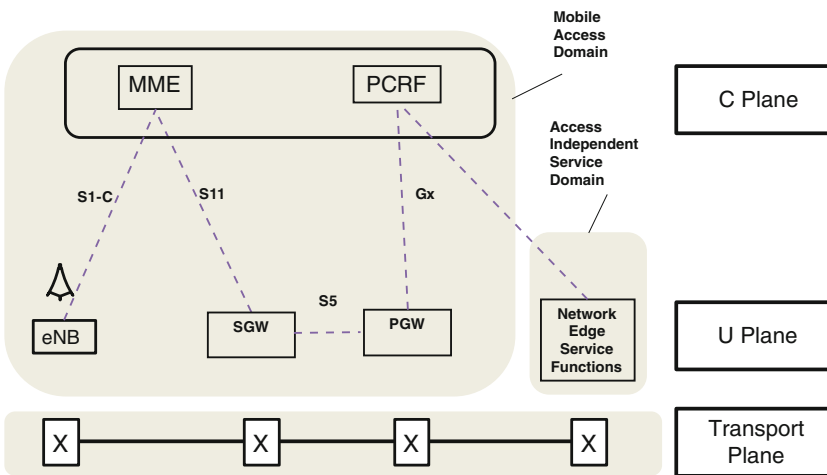 Mobile
Access
Domain
MME
PCRF
C Plane
Access
Independent
Service
Domain
S1-C
S11
Gx
S5
eNB
SGW
PGW
Network
Edge
Service
Functions
U Plane
X
X
X
X
Transport
Plane